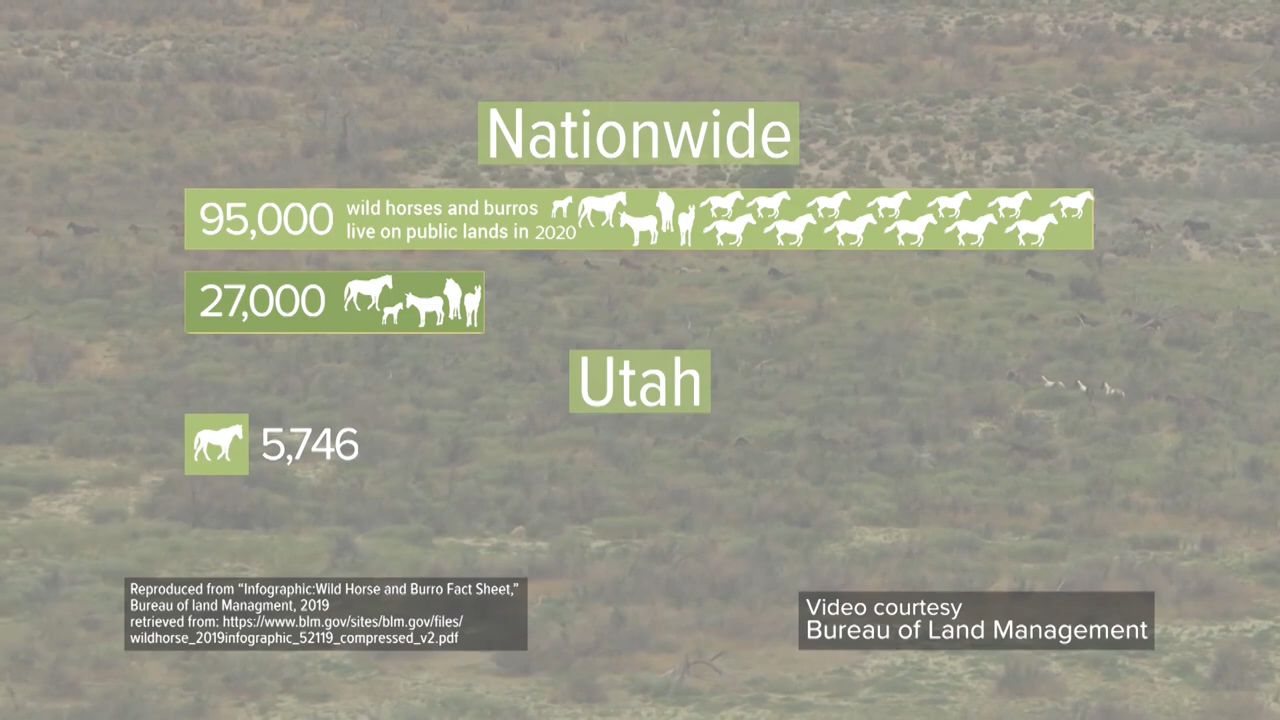 Nationwide
95,000
wild horses and burros
live on public lands in 2020
27,000
Utah
5,746
Reproduced from “Infographic:Wild Horse and Burro Fact Sheet,”
Bureau of land Managment, 2019
retrieved from: https://www.blm.gov/sites/blm.gov/files/
wildhorse_2019infographic_52119_compressed_v2.pdf
Video courtesy
Bureau of Land Management